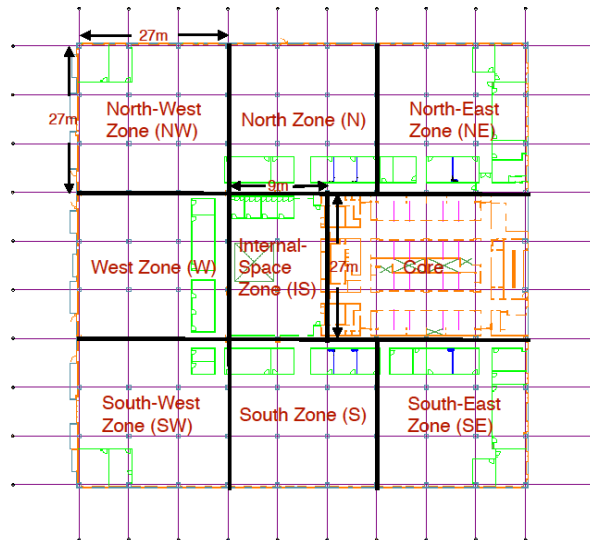 27m
27m
North-West
Zone (NW)
North Zone (N)
North-East
Zone (NE)
9m
West Zone (W)
Internal-
Space
Zone (IS)
27m
Core
South-West
Zone (SW)
South Zone (S)
South-East
Zone (SE)